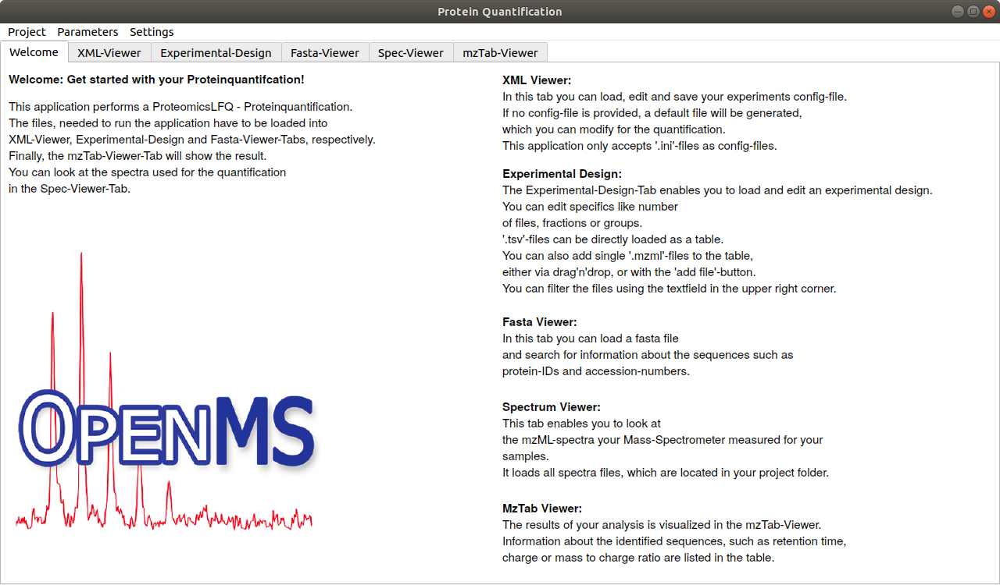 Protein Quantification
Project Parameters Settings
Welcome XML-Viewer Experimental-Design Fasta-Viewer Spec-Viewer mzTab-Viewer
Welcome: Get started with your Proteinquantifcation!
This application performs a ProteomicsLFQ - Proteinquantification.
The files, needed to run the application have to be loaded into
XML-Viewer, Experimental-Design and Fasta-Viewer-Tabs, respectively.
Finally, the mzTab-Viewer-Tab will show the result.
You can look at the spectra used for the quantification
in the Spec-Viewer-Tab.
OPENMS
XML Viewer:
In this tab you can load, edit and save your experiments config-file.
If no config-file is provided, a default file will be generated,
which you can modify for the quantification.
This application only accepts '.ini'-files as config-files.
Experimental Design:
The Experimental-Design-Tab enables you to load and edit an experimental design.
You can edit specifics like number
of files, fractions or groups.
'.tsv'-files can be directly loaded as a table.
You can also add single '.mzml'-files to the table,
either via drag'n'drop, or with the 'add file'-button.
You can filter the files using the textfield in the upper right corner.
Fasta Viewer:
In this tab you can load a fasta file
and search for information about the sequences such as
protein-IDs and accession-numbers.
Spectrum Viewer:
This tab enables you to look at
the mzML-spectra your Mass-Spectrometer measured for your
samples.
It loads all spectra files, which are located in your project folder.
MzTab Viewer:
The results of your analysis is visualized in the mzTab-Viewer.
Information about the identified sequences, such as retention time,
charge or mass to charge ratio are listed in the table.